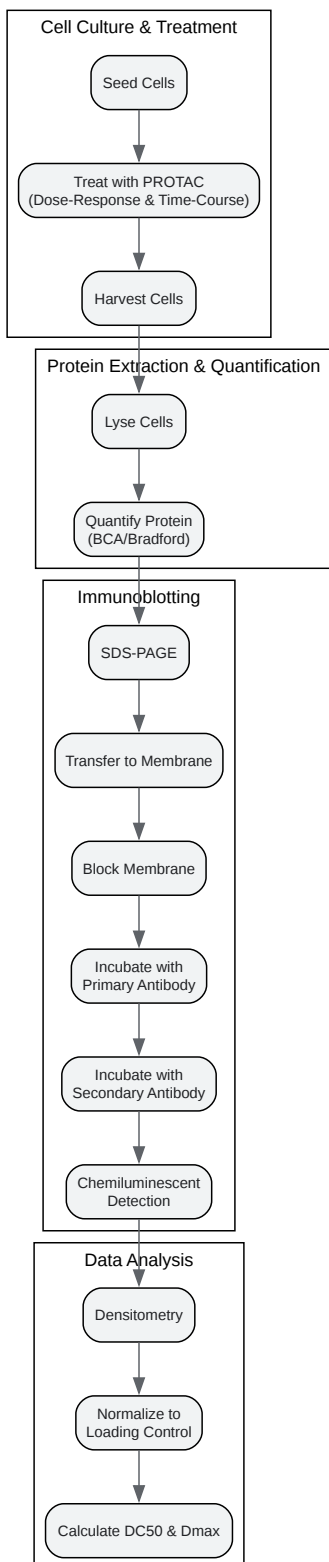 Cell Culture & Treatment
Seed Cells
Treat with PROTAC
(Dose-Response & Time-Course)
Harvest Cells
Protein Extraction & Quantification
Lyse Cells
Quantify Protein
(BCA/Bradford)
Immunoblotting
SDS-PAGE
Transfer to Membrane
Block Membrane
Incubate with
Primary Antibody
Incubate with
Secondary Antibody
Chemiluminescent
Detection
Data Analysis
Densitometry
Normalize to
Loading Control
Calculate DC50 & Dmax